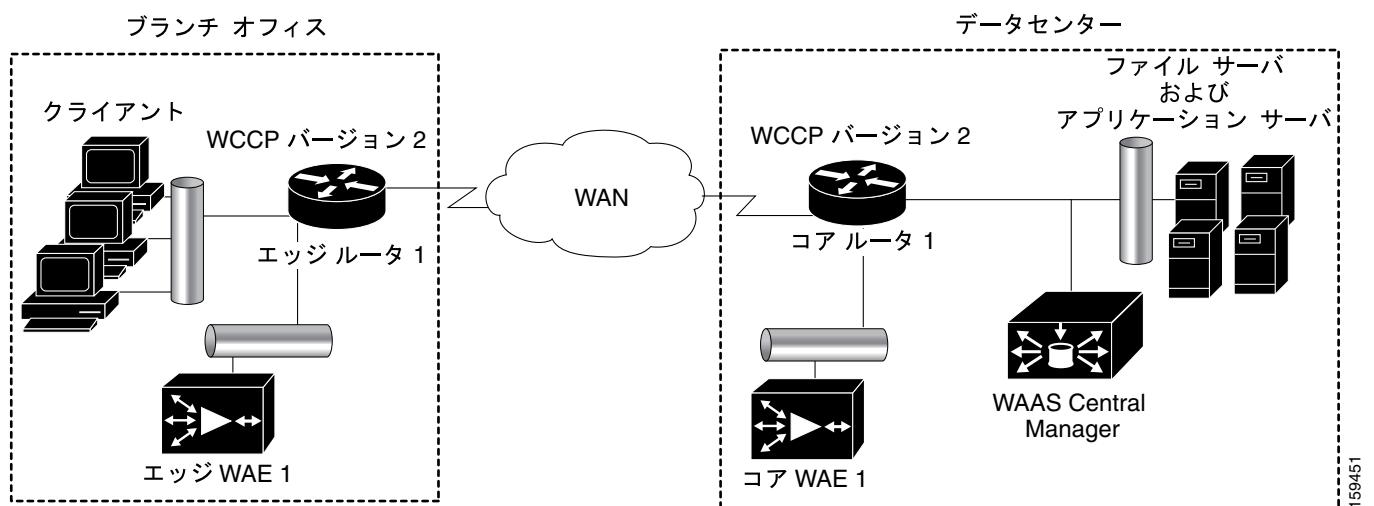 ブランチ オフィス
データセンター
クライアント
WCCP バージョン 2
エッジ ルータ 1
エッジ WAE 1
WAN
WCCP バージョン 2
コア ルータ 1
コア WAE 1
ファイル サーバ
および
アプリケーション サーバ
WAAS Central
Manager
159451